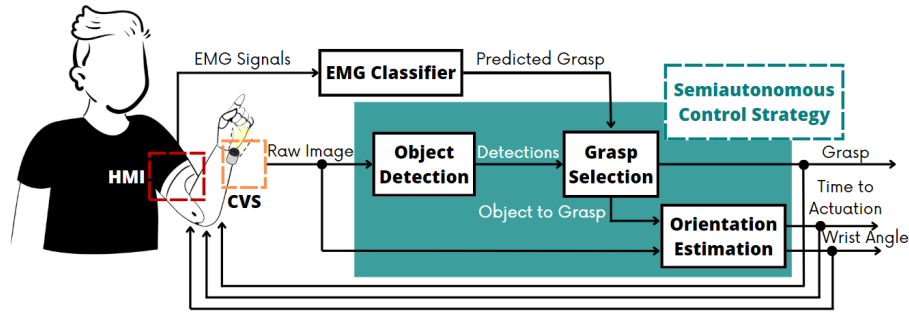 EMG Signals
EMG Classifier
Predicted Grasp
Semiautonomous
Control Strategy
HMI
CVS
Raw Image
Object
Detection
Detections
Grasp
Selection
Grasp
Time to
Actuation
Object to Grasp
Orientation
Estimation
Wrist Angle